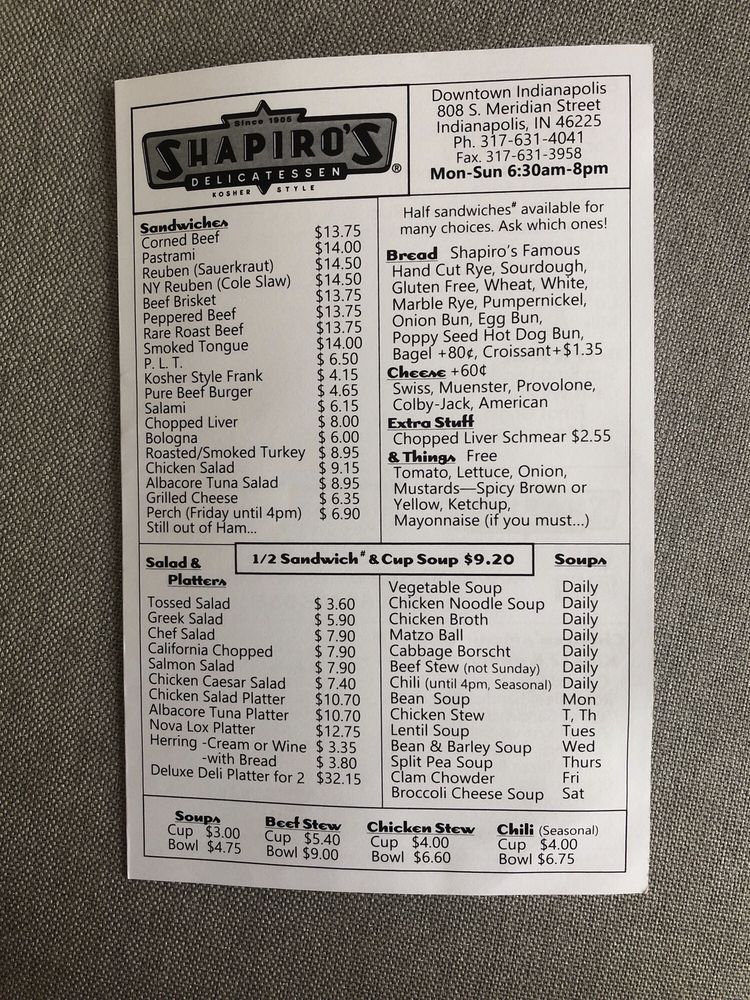 Since 1905
SHAPIRO'S
DELICATESSEN
KOSHER STYLE
®
Downtown Indianapolis
808 S. Meridian Street
Indianapolis, IN 46225
Ph. 317-631-4041
Fax. 317-631-3958
Mon-Sun 6:30am-8pm
Sandwiches
Corned Beef $13.75
Pastrami $14.00
Reuben (Sauerkraut) $14.50
NY Reuben (Cole Slaw) $14.50
Beef Brisket $13.75
Peppered Beef $13.75
Rare Roast Beef $13.75
Smoked Tongue $14.00
P. L. T. $ 6.50
Kosher Style Frank $ 4.15
Pure Beef Burger $ 4.65
Salami $ 6.15
Chopped Liver $ 8.00
Bologna $ 6.00
Roasted/Smoked Turkey $ 8.95
Chicken Salad $ 9.15
Albacore Tuna Salad $ 8.95
Grilled Cheese $ 6.35
Perch (Friday until 4pm) $ 6.90
Still out of Ham...
Half sandwiches# available for
many choices. Ask which ones!
Bread Shapiro's Famous
Hand Cut Rye, Sourdough,
Gluten Free, Wheat, White,
Marble Rye, Pumpernickel,
Onion Bun, Egg Bun,
Poppy Seed Hot Dog Bun,
Bagel +80¢, Croissant+$1.35
Cheese +60¢
Swiss, Muenster, Provolone,
Colby-Jack, American
Extra Stuff
Chopped Liver Schmear $2.55
& Things Free
Tomato, Lettuce, Onion,
Mustards—Spicy Brown or
Yellow, Ketchup,
Mayonnaise (if you must...)
1/2 Sandwich# & Cup Soup $9.20
Salad &
Platters
Tossed Salad $ 3.60
Greek Salad $ 5.90
Chef Salad $ 7.90
California Chopped $ 7.90
Salmon Salad $ 7.90
Chicken Caesar Salad $ 7.40
Chicken Salad Platter $10.70
Albacore Tuna Platter $10.70
Nova Lox Platter $12.75
Herring -Cream or Wine $ 3.35
-with Bread $ 3.80
Deluxe Deli Platter for 2 $32.15
Soups
Vegetable Soup Daily
Chicken Noodle Soup Daily
Chicken Broth Daily
Matzo Ball Daily
Cabbage Borscht Daily
Beef Stew (not Sunday) Daily
Chili (until 4pm, Seasonal) Daily
Bean Soup Mon
Chicken Stew T, Th
Lentil Soup Tues
Bean & Barley Soup Wed
Split Pea Soup Thurs
Clam Chowder Fri
Broccoli Cheese Soup Sat
Soups
Cup $3.00
Bowl $4.75
Beef Stew
Cup $5.40
Bowl $9.00
Chicken Stew
Cup $4.00
Bowl $6.60
Chili (Seasonal)
Cup $4.00
Bowl $6.75